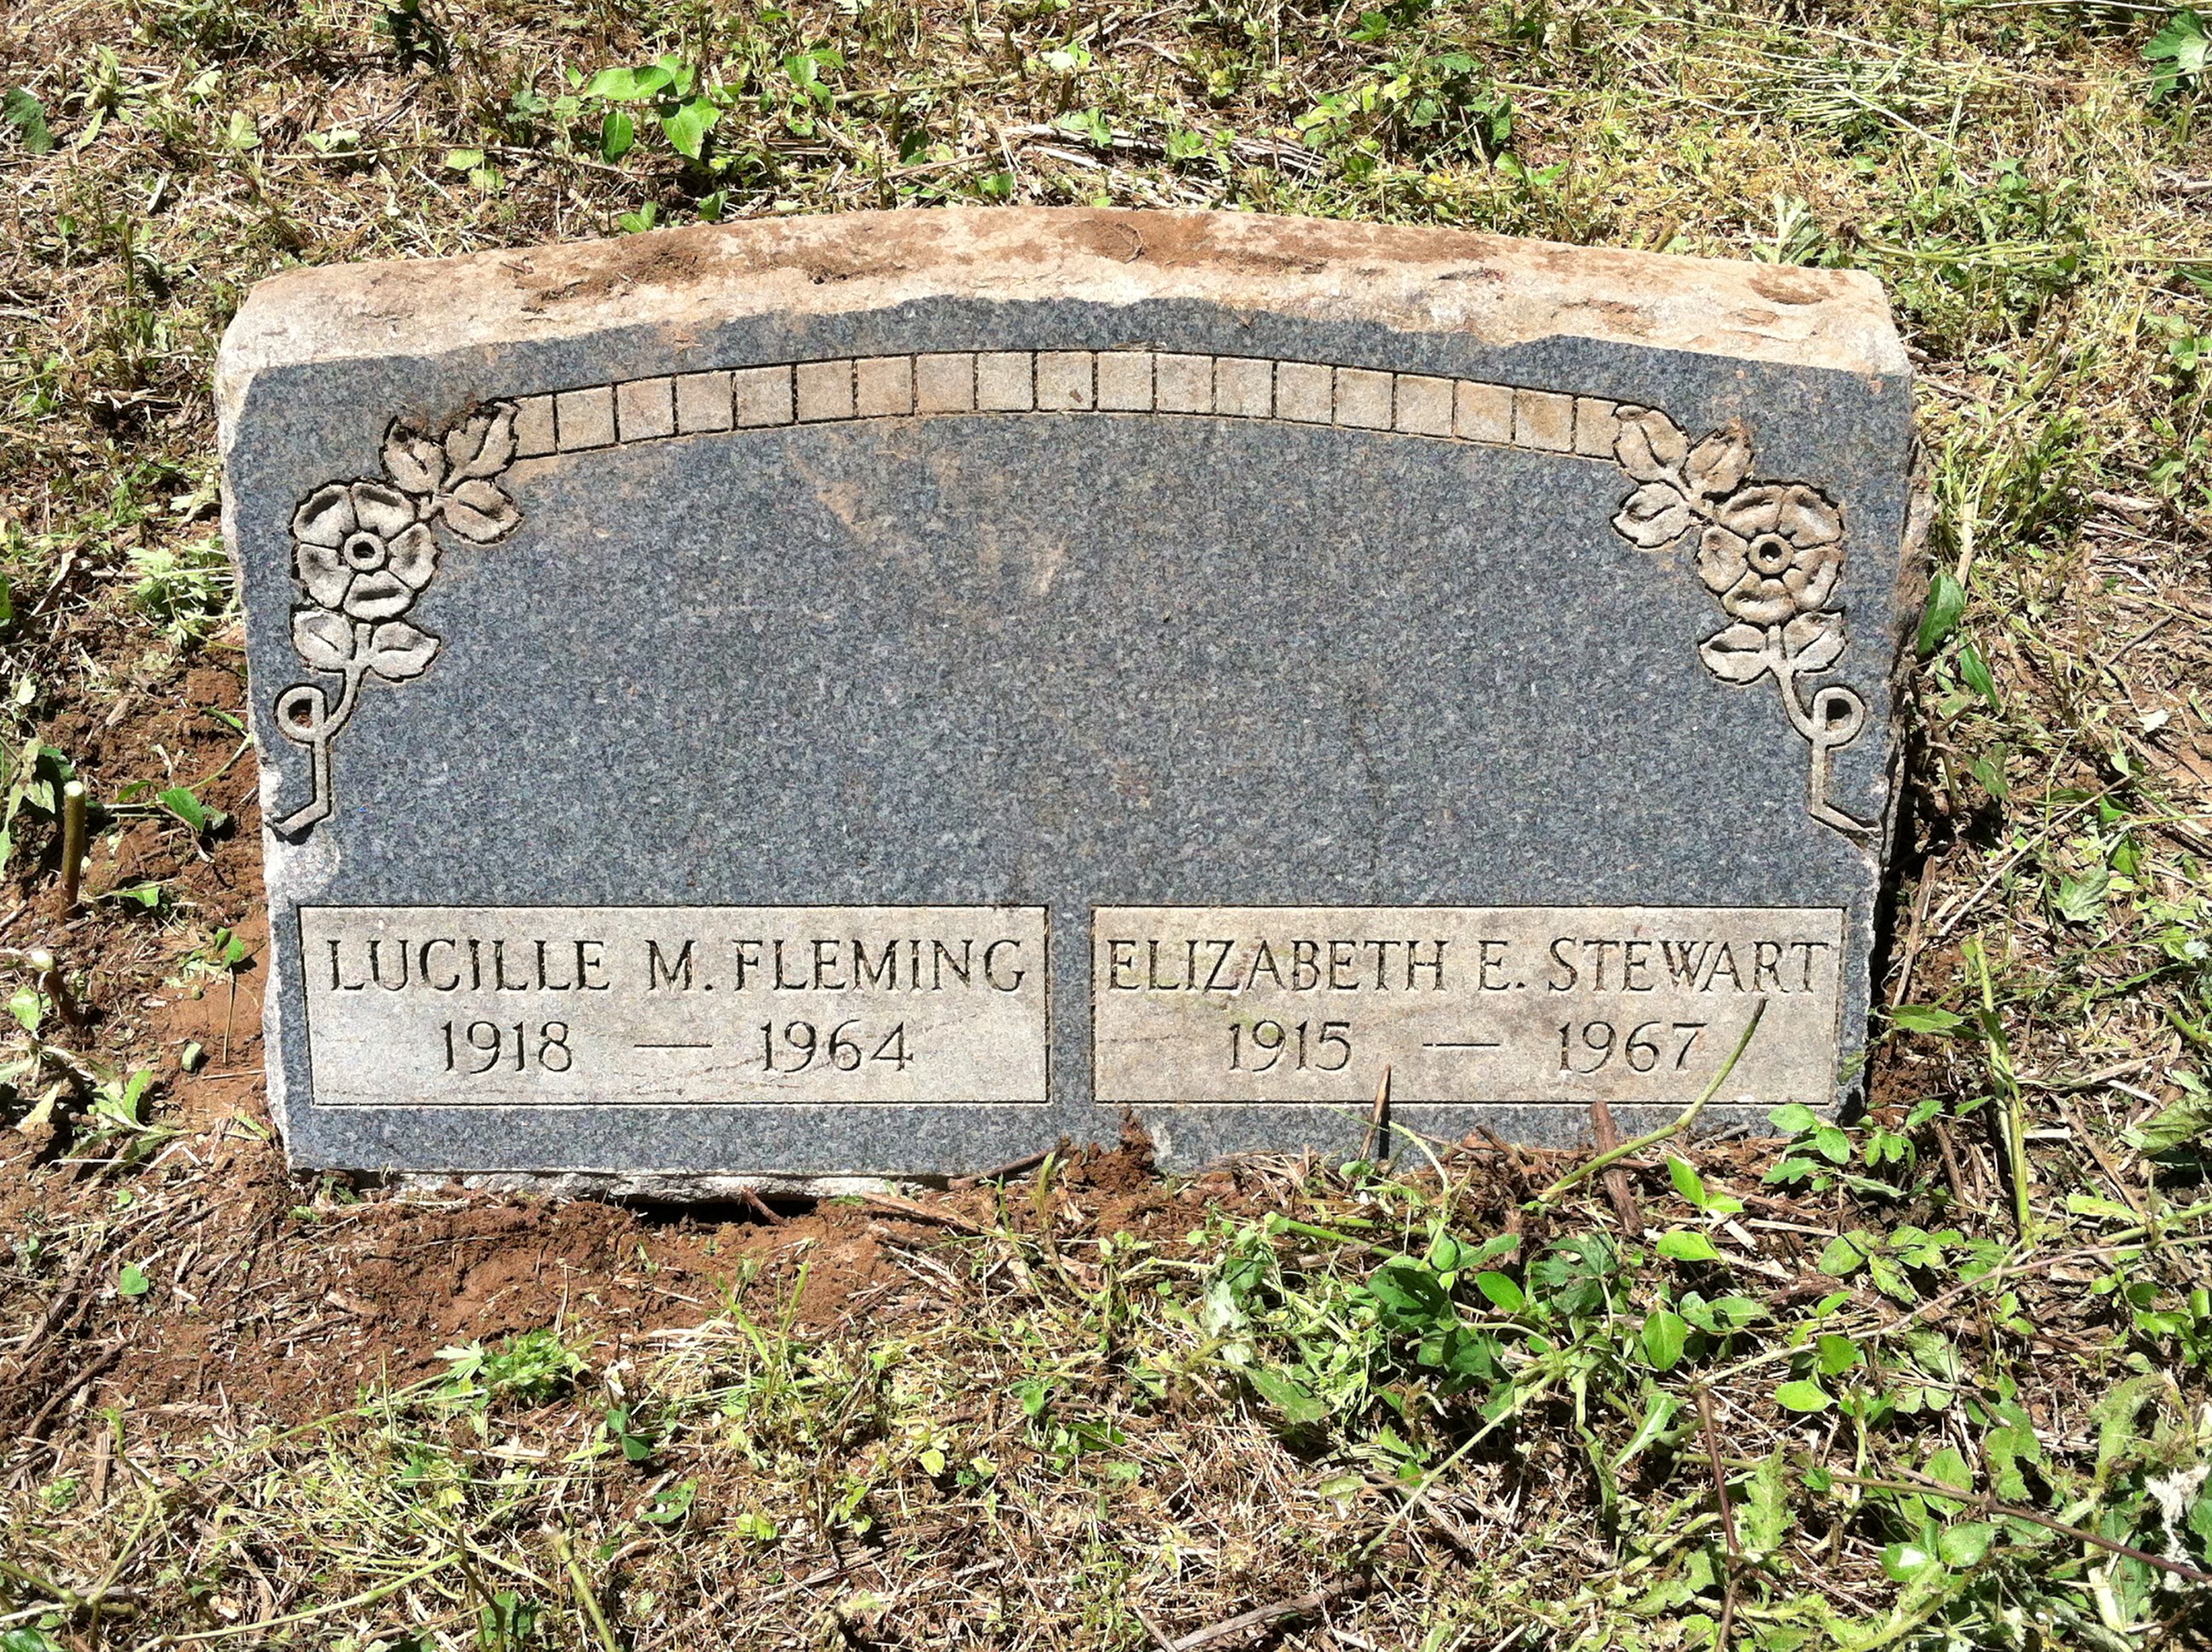 LUCILLE M. FLEMING
1918 — 1964
ELIZABETH E. STEWART
1915 — 1967